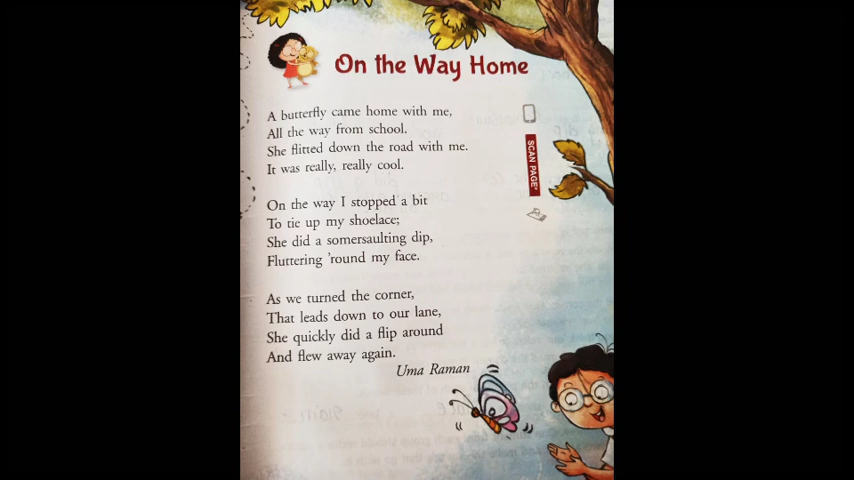 On the Way Home
A butterfly came home with me,
All the way from school.
She flitted down the road with me.
It was really, really cool.
On the way I stopped a bit
To tie up my shoelace;
She did a somersaulting dip,
Fluttering ’round my face.
As we turned the corner,
That leads down to our lane,
She quickly did a flip around
And flew away again.
Uma Raman
SCAN PAGE*